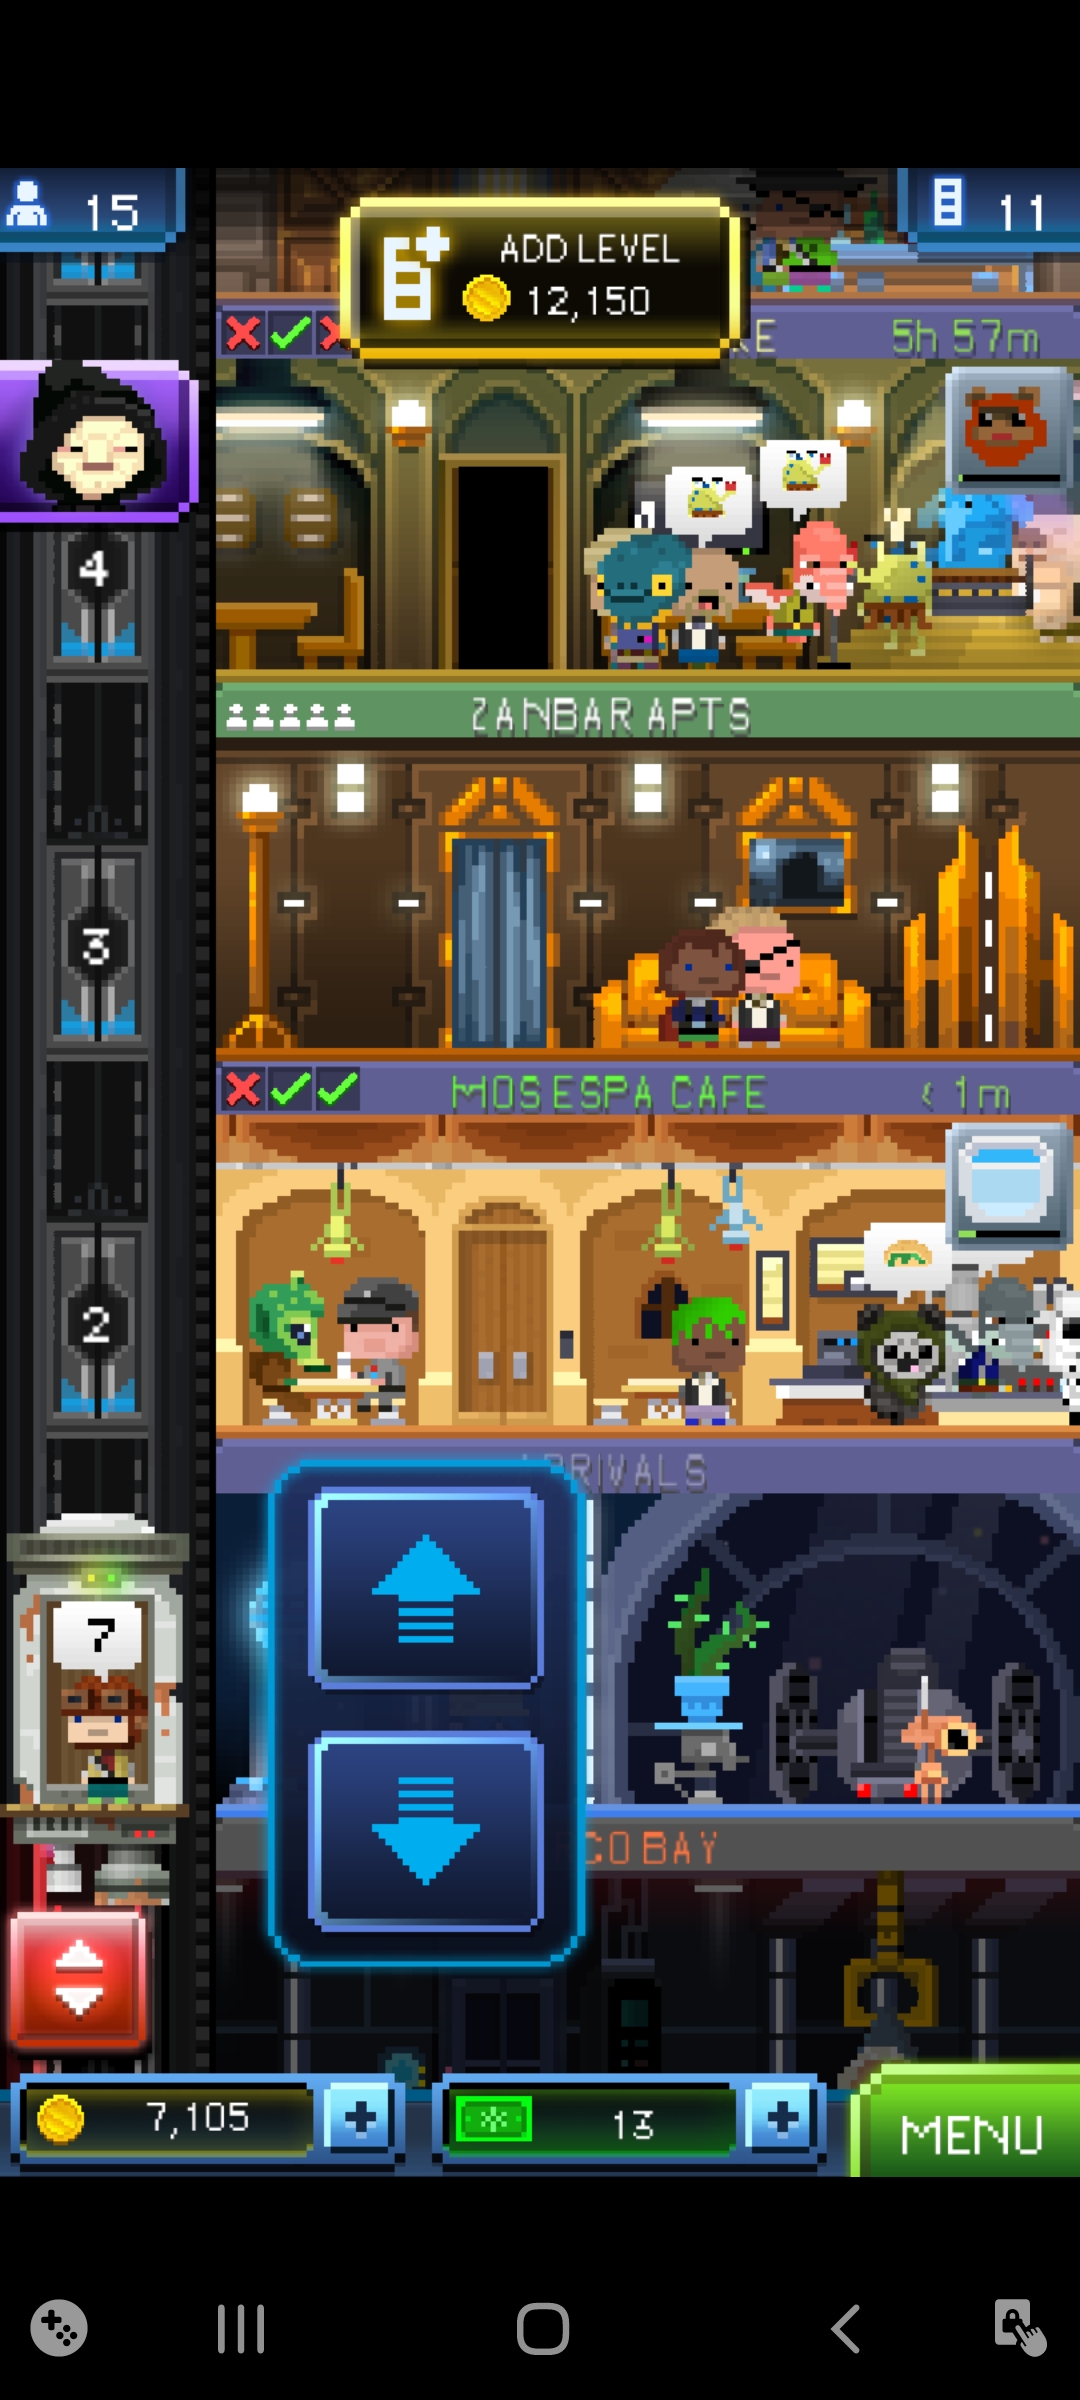 15
ADD LEVEL
12,150
11
KE
5h 57m
4
ZANBAR APTS
3
MOS ESPA CAFE
< 1m
2
RIVALS
7
CO BAY
7,105
13
MENU